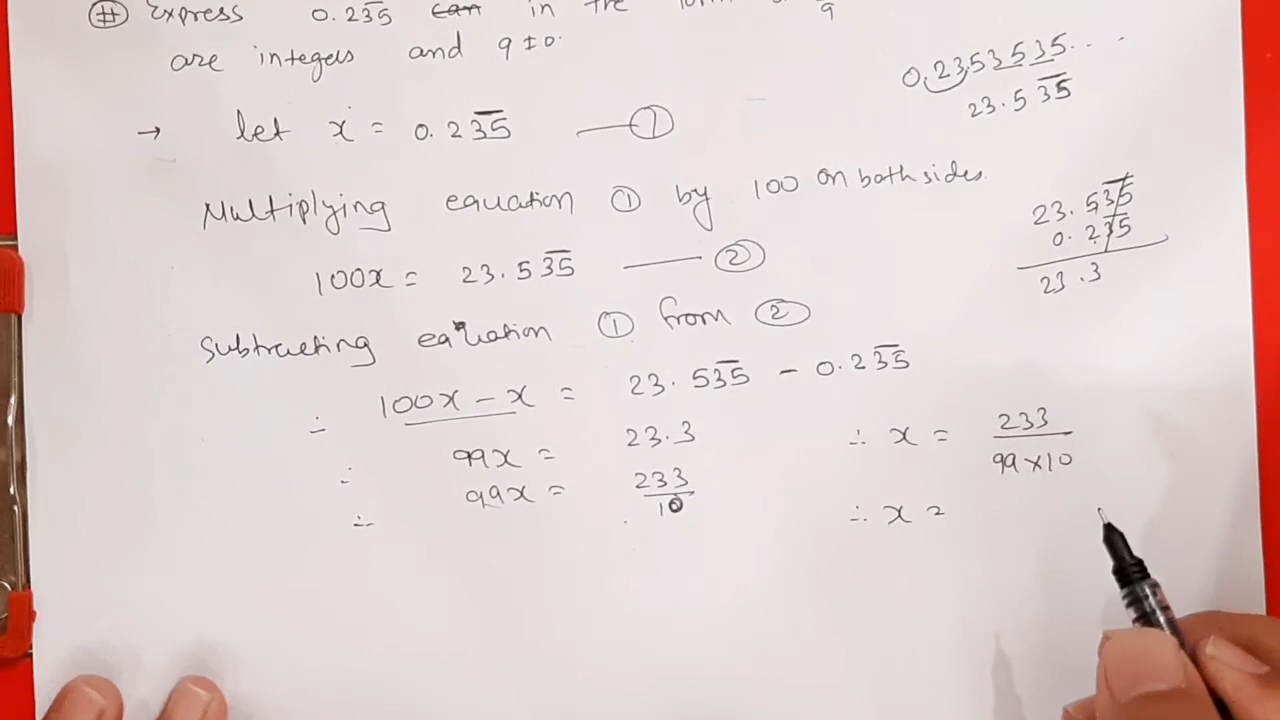 # Express 0.23̅5̅ can in the form q
are integers and q ≠ 0.
0.2353535...
23.53̅5̅
→ let x = 0.23̅5̅ — 1
Multiplying equation 1 by 100 on both sides.
100x = 23.53̅5̅ — 2
23.53̅5̅
0.23̅5̅
23.3
Subtracting equation 1 from 2
∴ 100x - x = 23.53̅5̅ - 0.23̅5̅
∴ 99x = 23.3
∴ 99x = 233/10
∴ x = 233/99×10
∴ x =